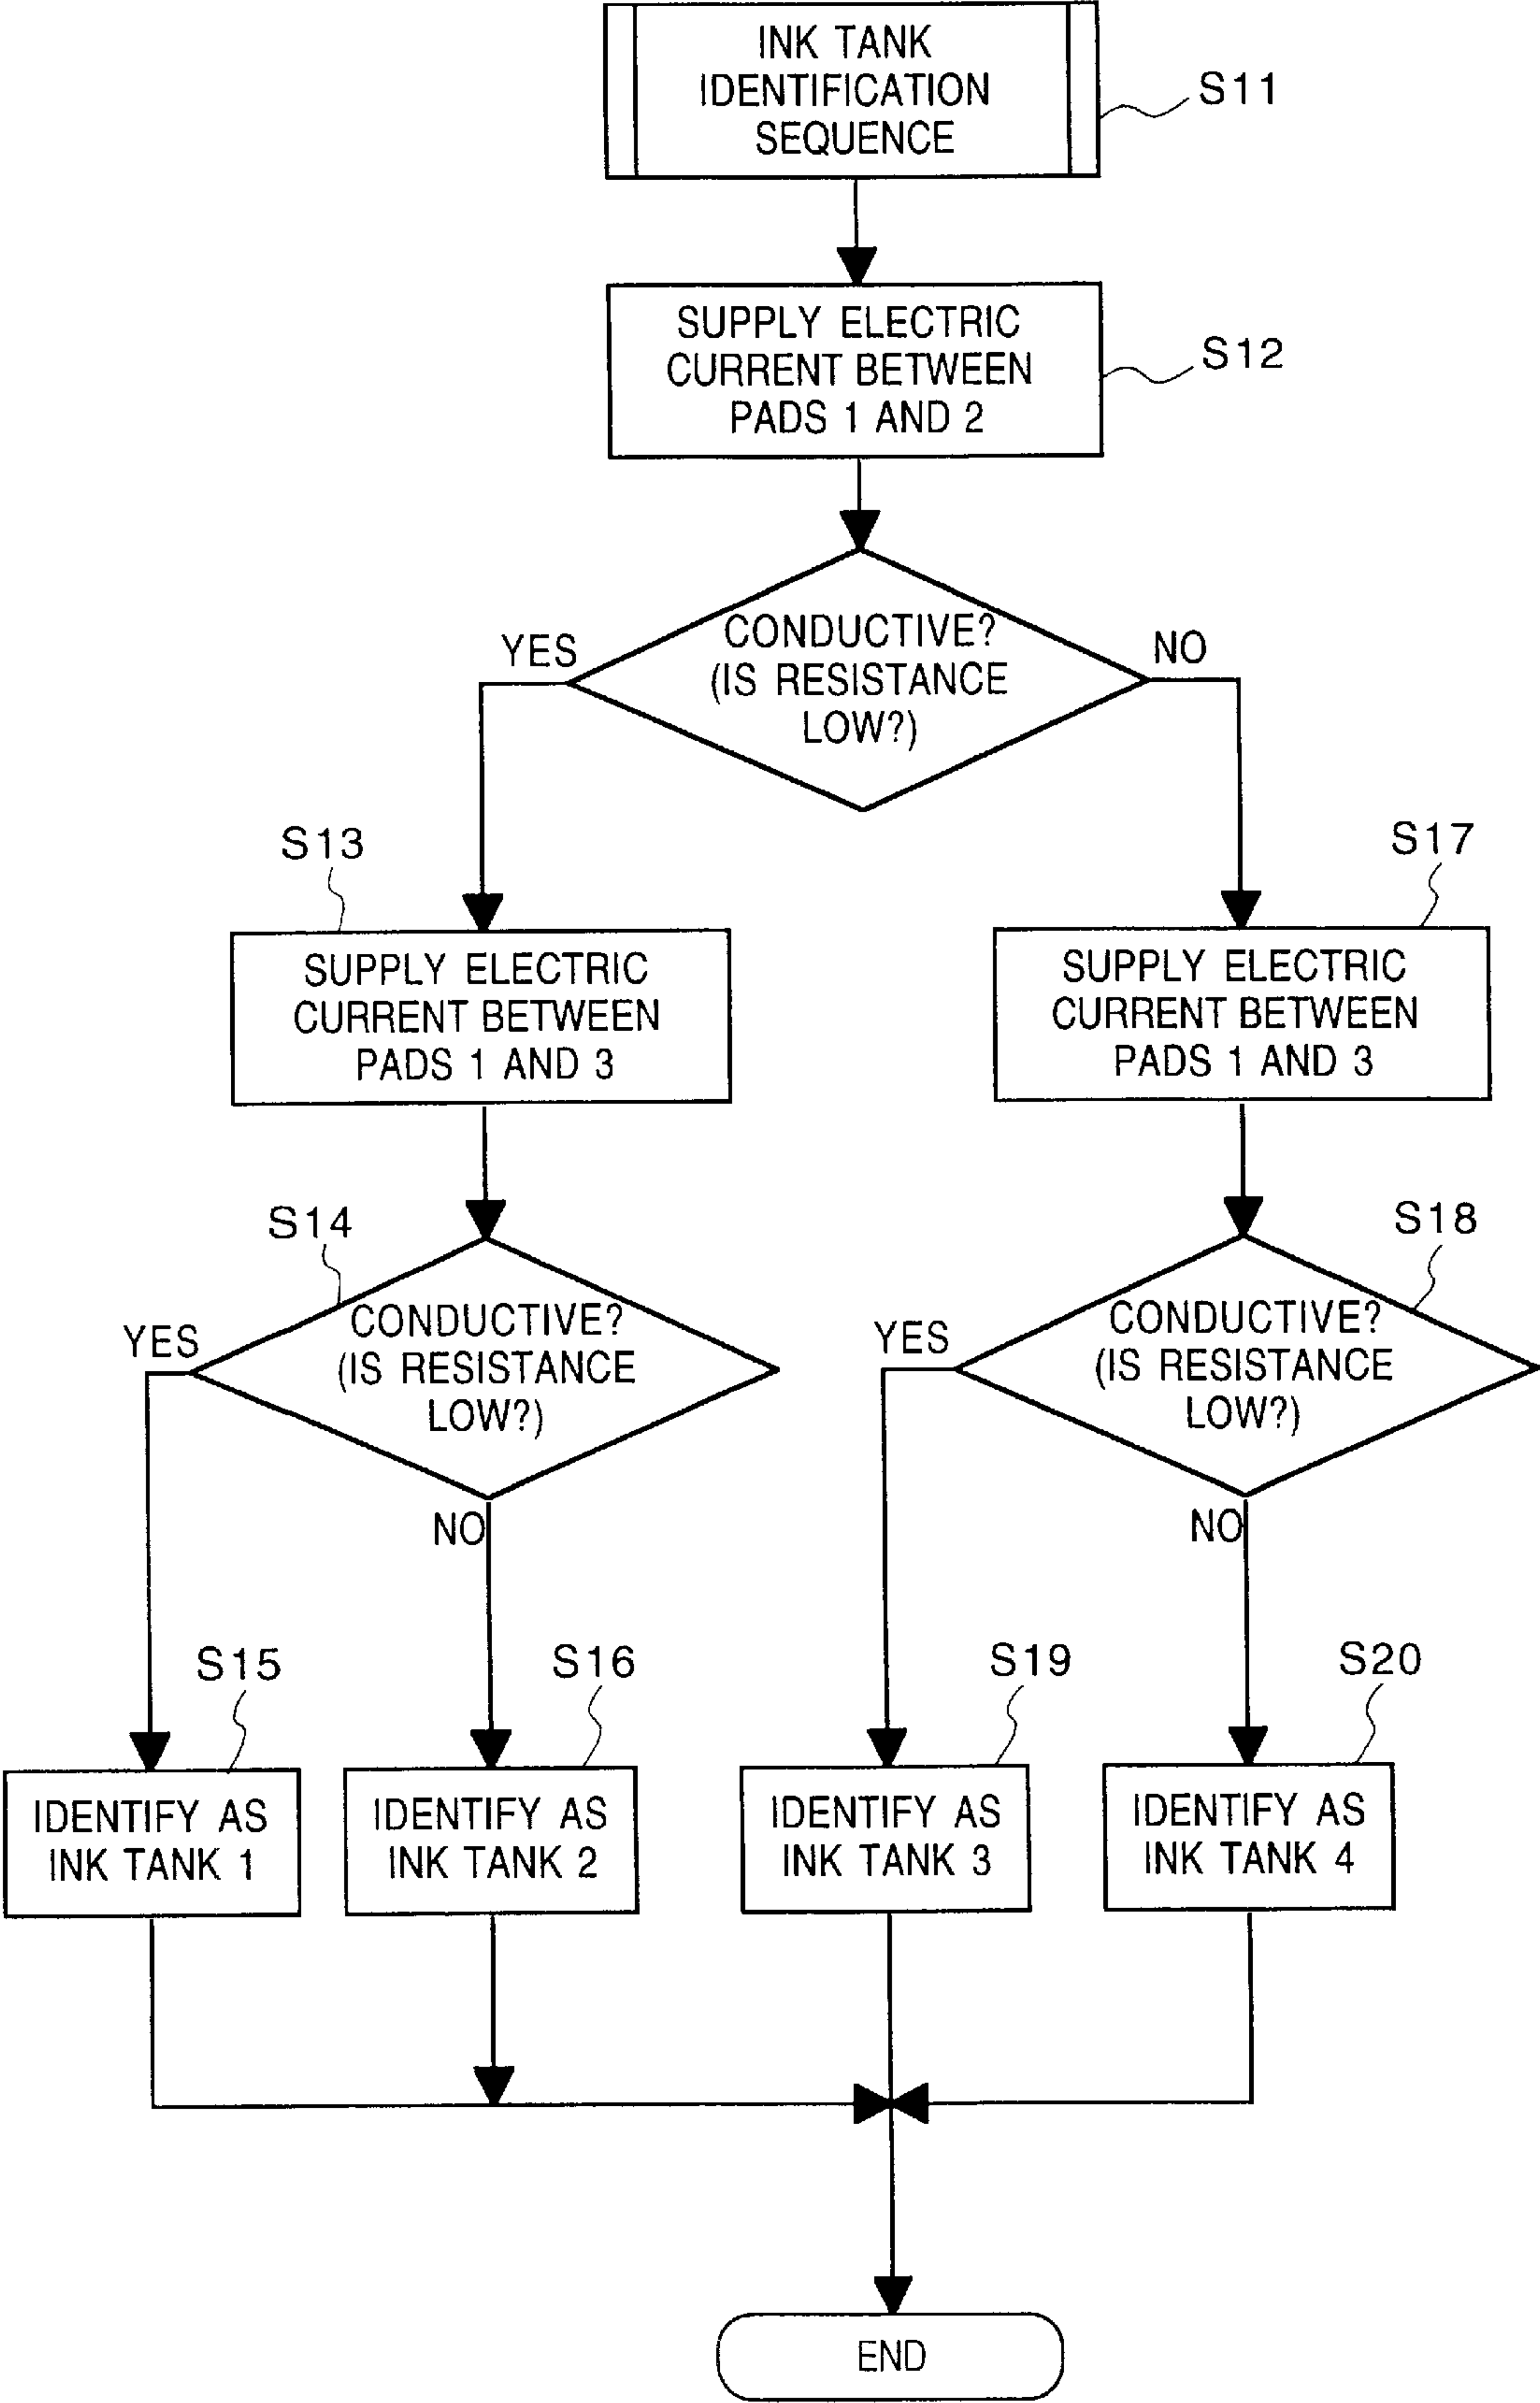 INK TANK
IDENTIFICATION
SEQUENCE
S11
SUPPLY ELECTRIC
CURRENT BETWEEN
PADS 1 AND 2
S12
CONDUCTIVE?
(IS RESISTANCE
LOW?)
YES
NO
S13
SUPPLY ELECTRIC
CURRENT BETWEEN
PADS 1 AND 3
S17
SUPPLY ELECTRIC
CURRENT BETWEEN
PADS 1 AND 3
S14
CONDUCTIVE?
(IS RESISTANCE
LOW?)
YES
NO
S18
CONDUCTIVE?
(IS RESISTANCE
LOW?)
YES
NO
S15
IDENTIFY AS
INK TANK 1
S16
IDENTIFY AS
INK TANK 2
S19
IDENTIFY AS
INK TANK 3
S20
IDENTIFY AS
INK TANK 4
END